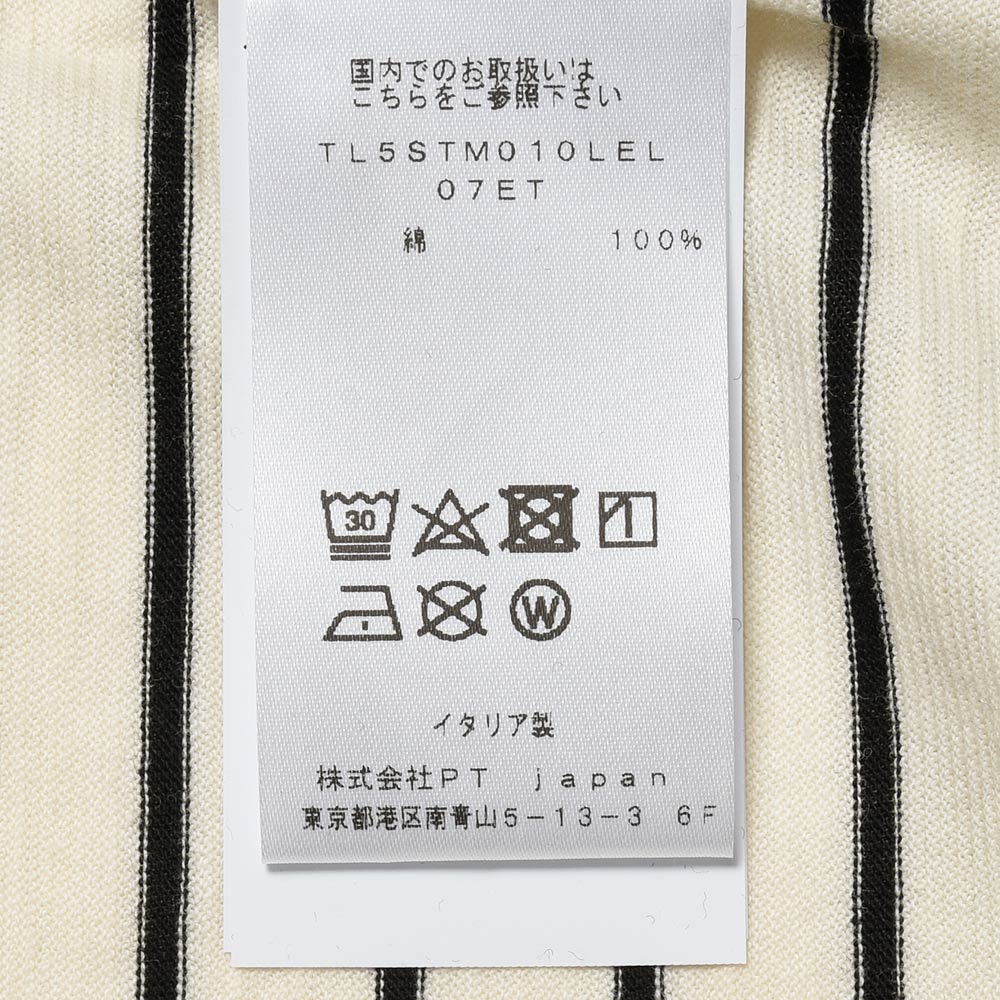 国内でのお取扱いは
こちらをご参照下さい
TL5STM010LEL
07ET
綿 100%
30
W
イタリア製
株式会社PT japan
東京都港区南青山5-13-3 6F